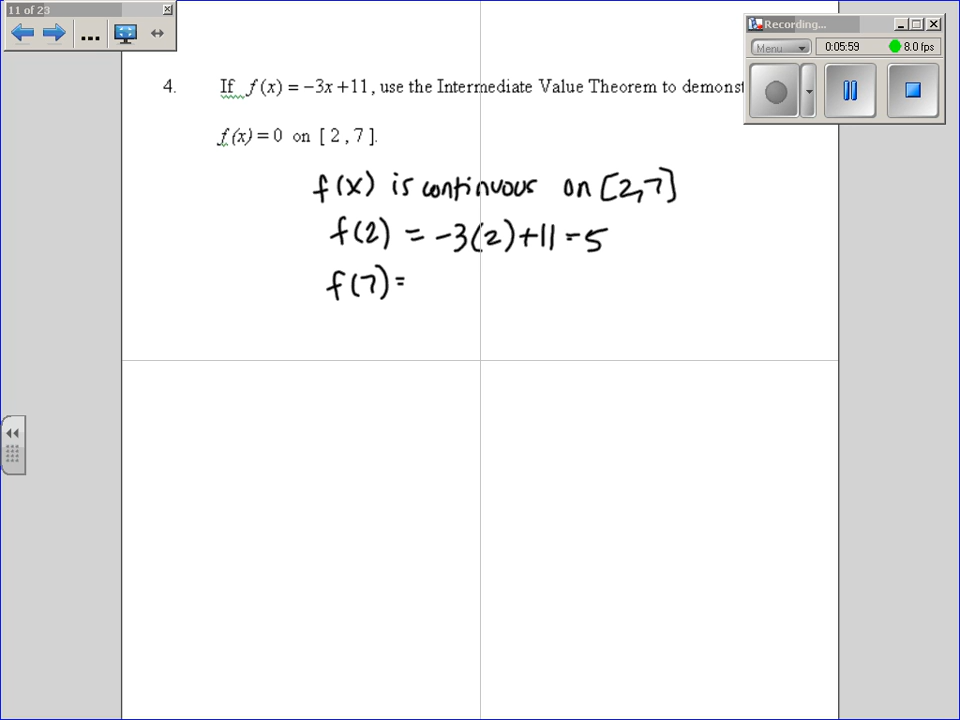 11 of 23
Recording...
Menu
0:05:59
8.0 fps
4. If f(x) = −3x+11, use the Intermediate Value Theorem to
f(x) = 0 on [ 2 , 7 ].
f(x) is continuous on [2,7]
f(2) = -3(2)+11 = 5
f(7) =